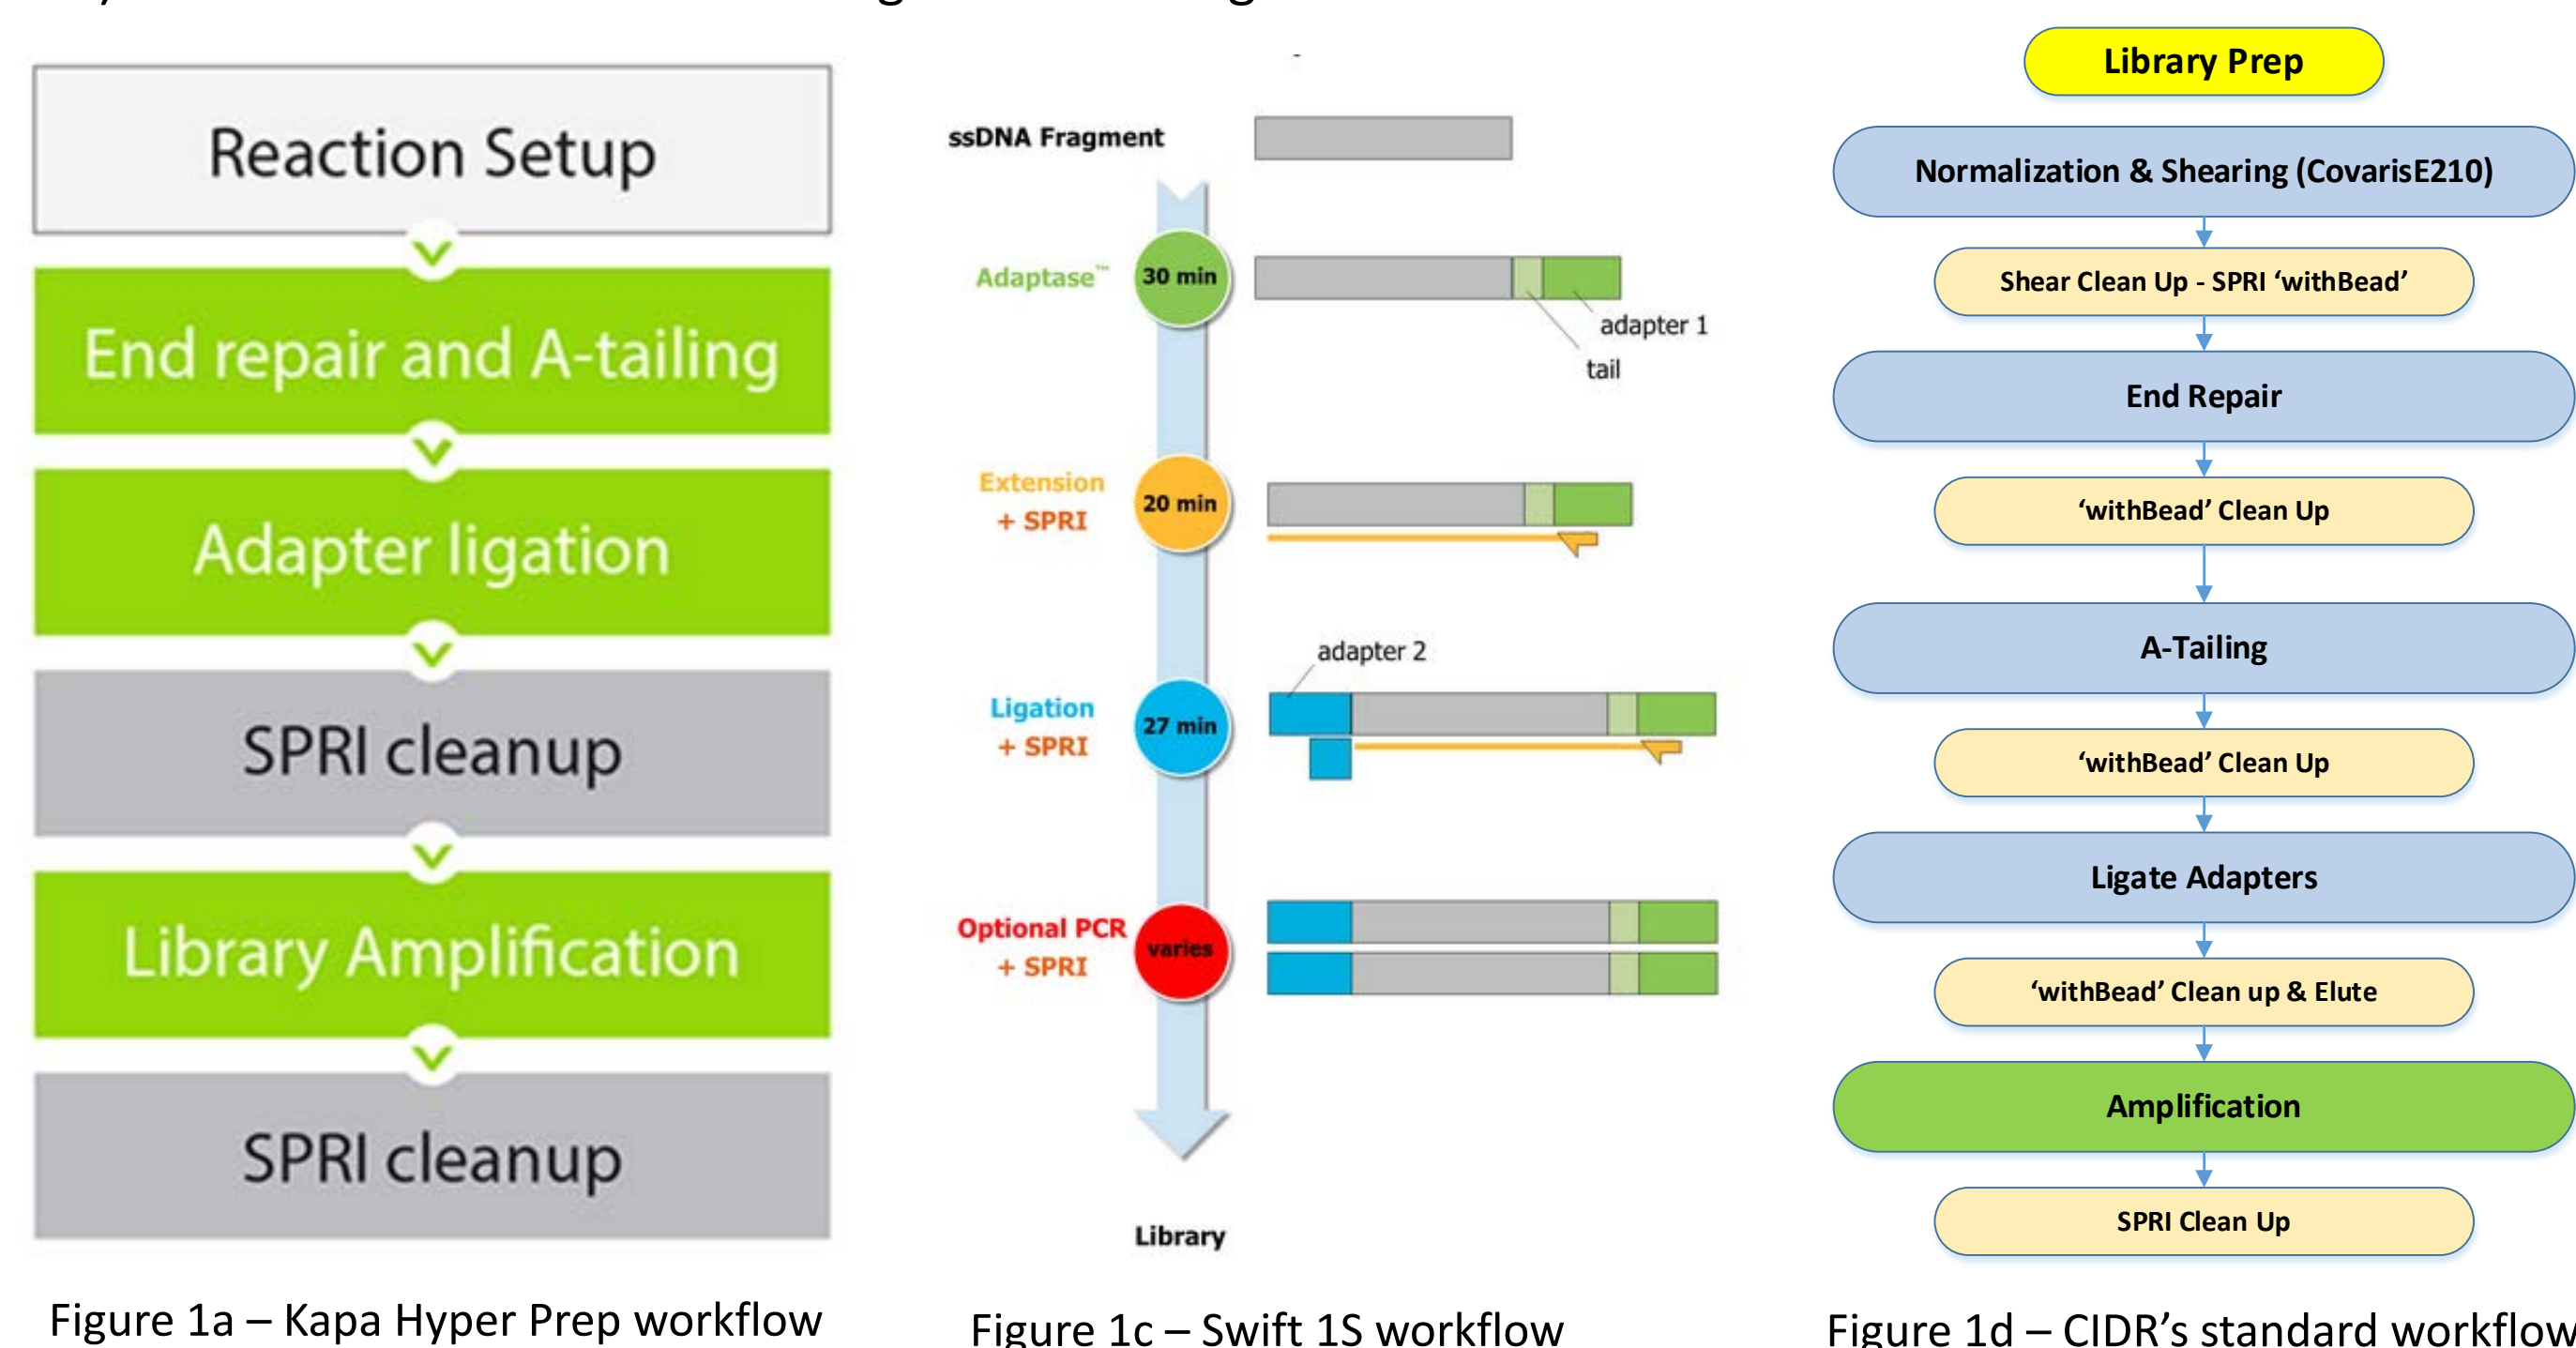 Reaction Setup
End repair and A-tailing
Adapter ligation
SPRI cleanup
Library Amplification
SPRI cleanup
Figure 1a – Kapa Hyper Prep workflow
ssDNA Fragment
Adaptase™
30 min
adapter 1
tail
Extension
+ SPRI
20 min
adapter 2
Ligation
+ SPRI
27 min
Optional PCR
+ SPRI
varies
Library
Figure 1c – Swift 1S workflow
Library Prep
Normalization & Shearing (CovarisE210)
Shear Clean Up - SPRI ‘withBead’
End Repair
‘withBead’ Clean Up
A-Tailing
‘withBead’ Clean Up
Ligate Adapters
‘withBead’ Clean up & Elute
Amplification
SPRI Clean Up
Figure 1d – CIDR’s standard workflow